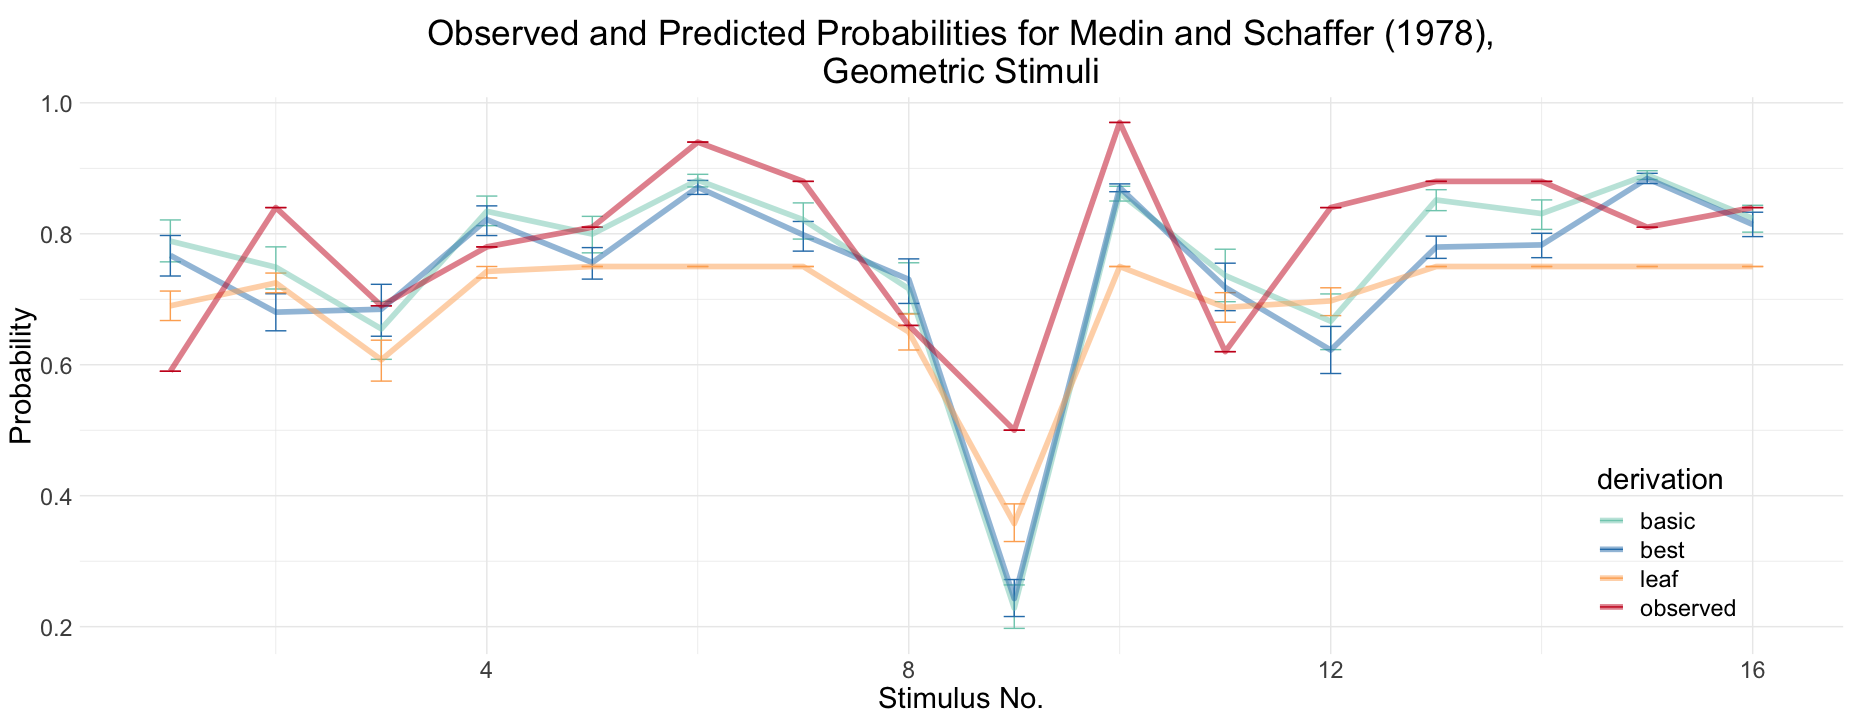 Observed and Predicted Probabilities for Medin and Schaffer (1978),
Geometric Stimuli
Probability
1.0
0.8
0.6
0.4
0.2
derivation
basic
best
leaf
observed
4
8
12
16
Stimulus No.